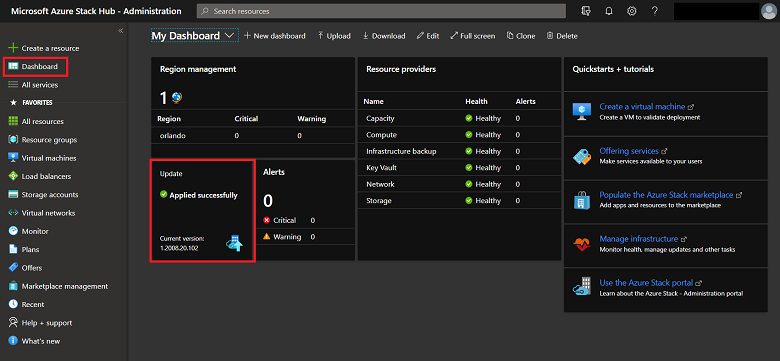 Microsoft Azure Stack Hub - Administration
Search resources
Create a resource
Dashboard
All services
FAVORITES
All resources
Resource groups
Virtual machines
Load balancers
Storage accounts
Virtual networks
Monitor
Plans
Offers
Marketplace management
Recent
Help + support
What's new
My Dashboard
New dashboard
Upload
Download
Edit
Full screen
Clone
Delete
Region management
1
Region Critical Warning
orlando 0 0
Update
Applied successfully
Current version:
1.2008.20.102
Alerts
0
Critical 0
Warning 0
Resource providers
Name Health Alerts
Capacity Healthy 0
Compute Healthy 0
Infrastructure backup Healthy 0
Key Vault Healthy 0
Network Healthy 0
Storage Healthy 0
Quickstarts + tutorials
Create a virtual machine
Create a VM to validate deployment
Offering services
Make services available to your users
Populate the Azure Stack marketplace
Add apps and resources to the marketplace
Manage infrastructure
Monitor health, manage updates and other tasks
Use the Azure Stack portal
Learn about the Azure Stack - Administration portal